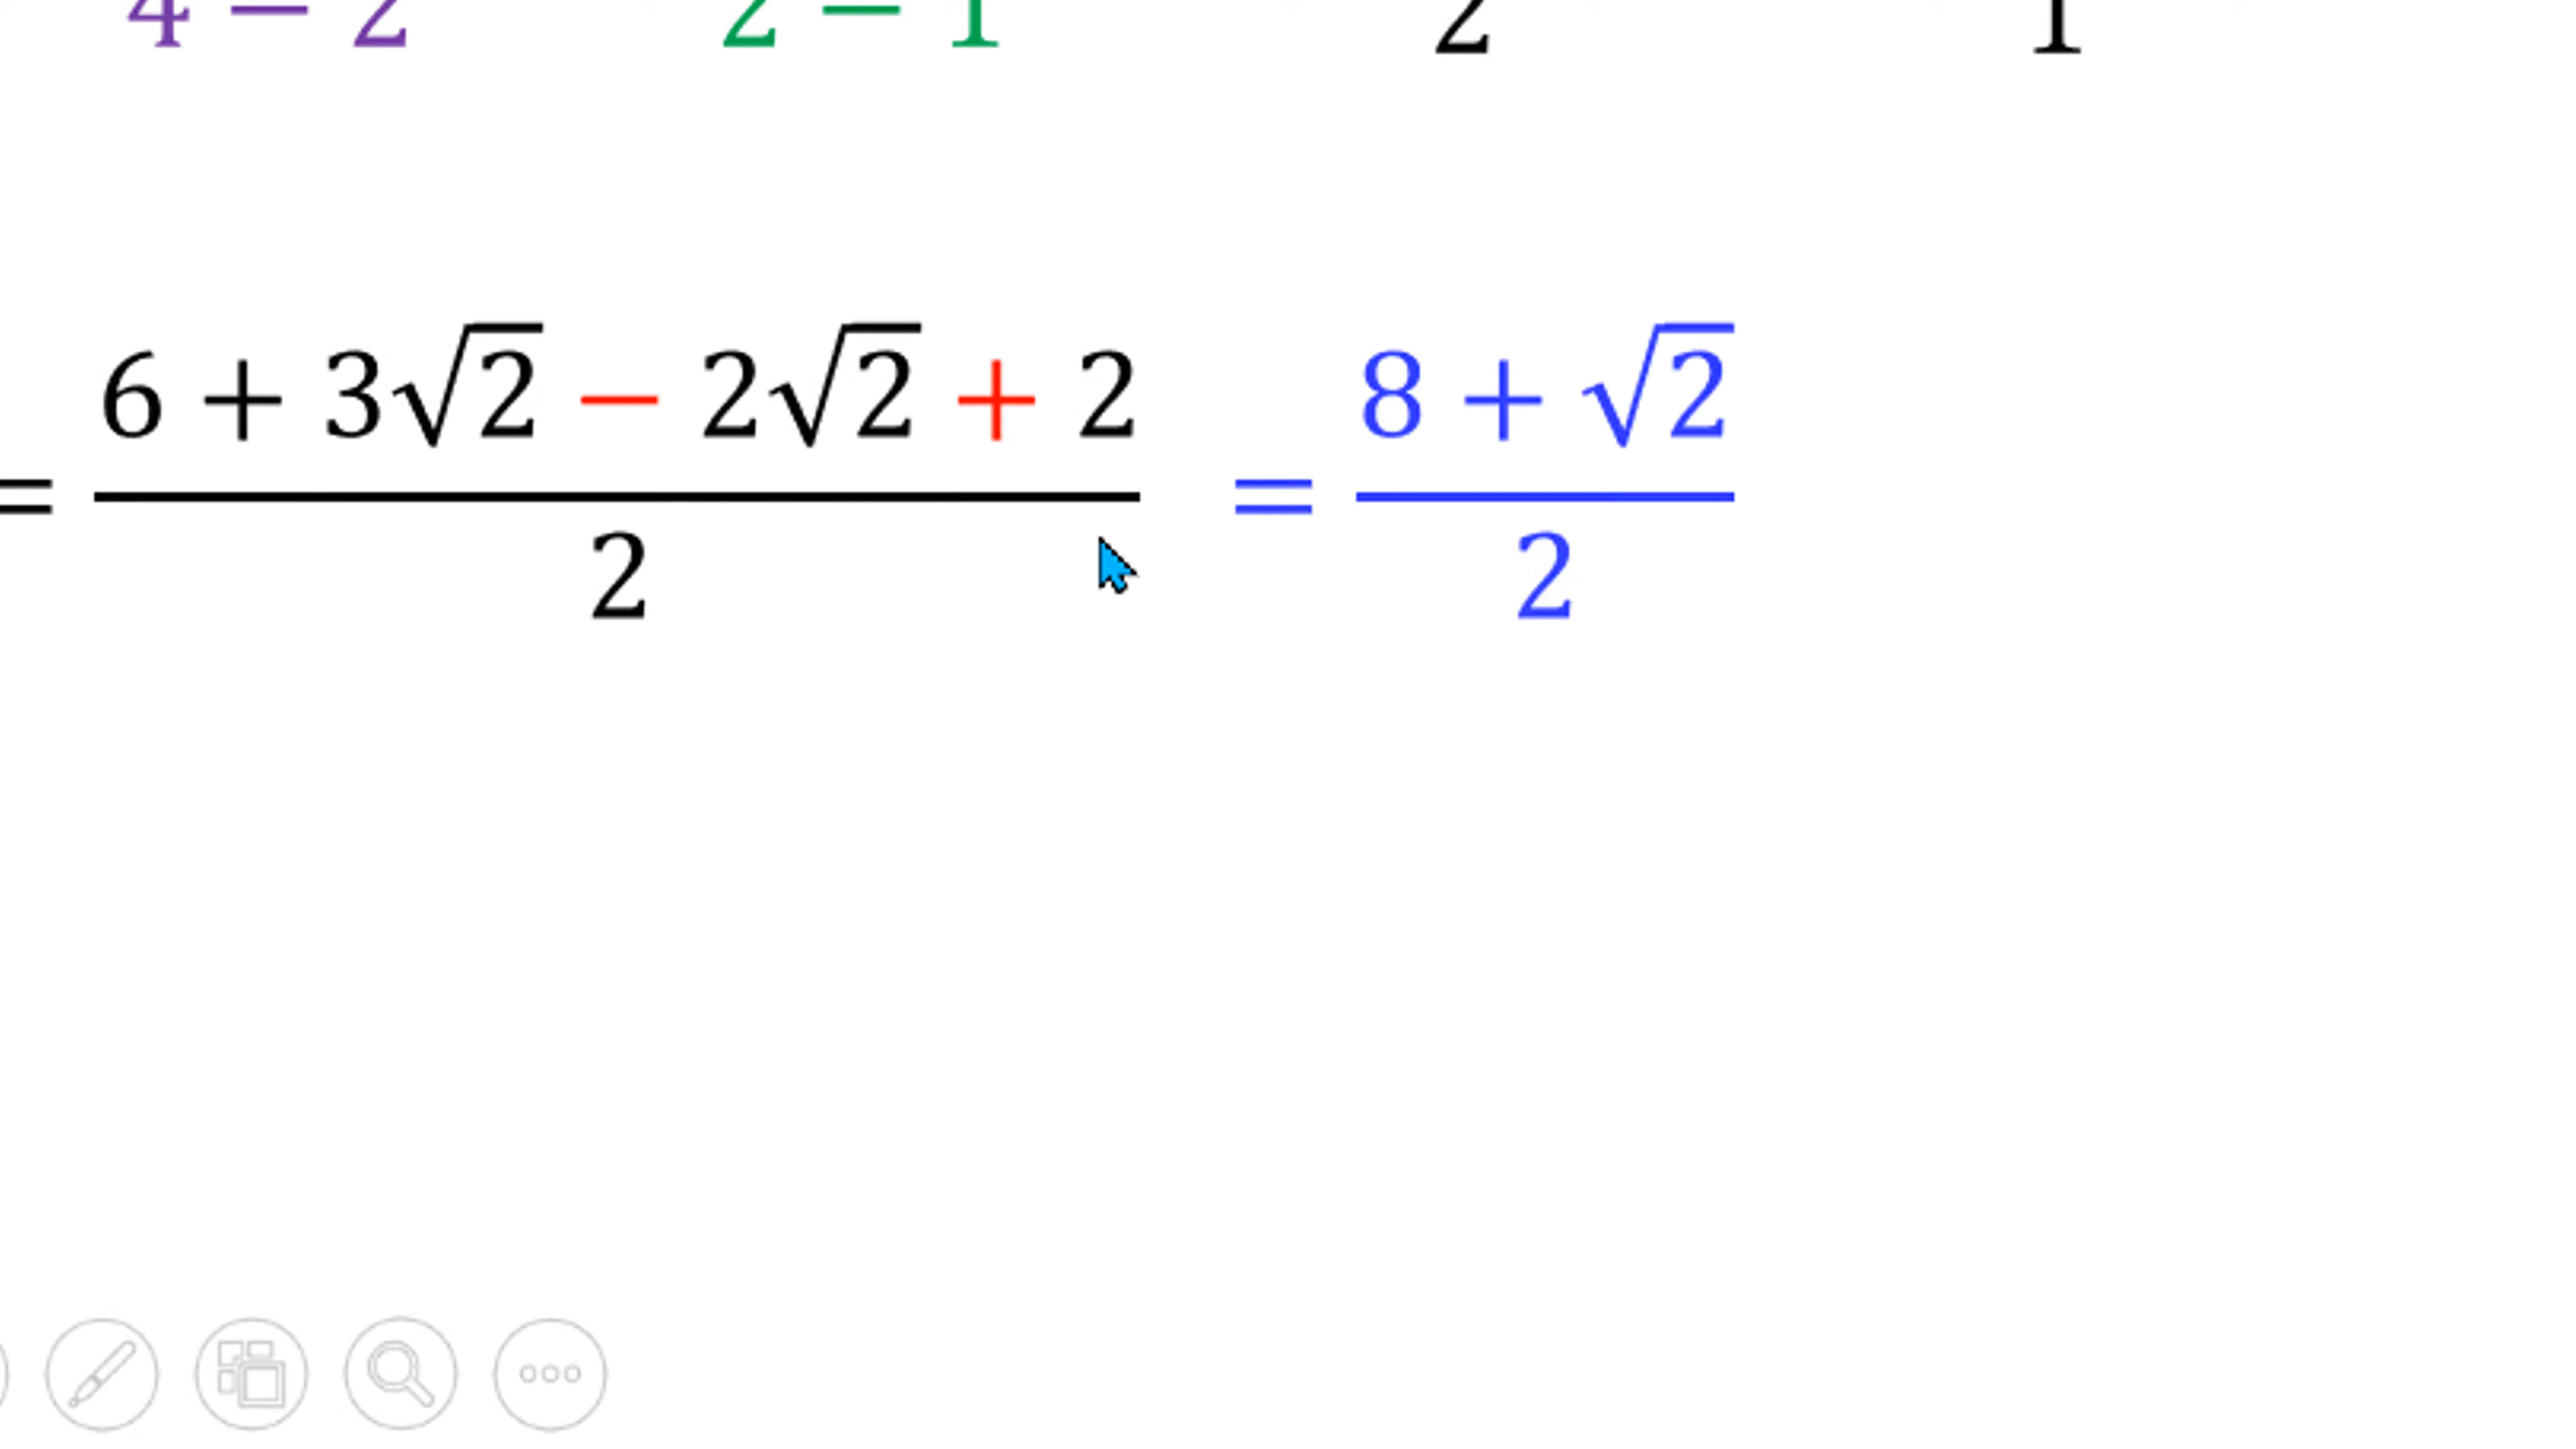 4 − 2 2 − 1 2 1
= (6 + 3√2 − 2√2 + 2)/2 = (8 + √2)/2